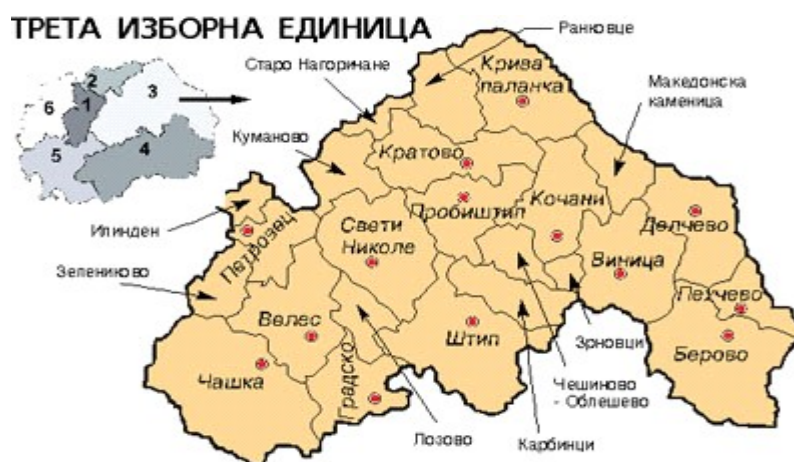 ТРЕТА ИЗБОРНА ЕДИНИЦА
2
3
1
6
5
4
Ранковце
Старо Нагоричане
Крива
паланка
Македонска
каменица
Куманово
Кратово
Илинден
Петровец
Свети
Николе
Пробиштип
Кочани
Делчево
Зелениково
Виница
Пехчево
Велес
Штип
Зрновци
Берово
Чашка
Градско
Чешиново
- Облешево
Лозово
Карбинци